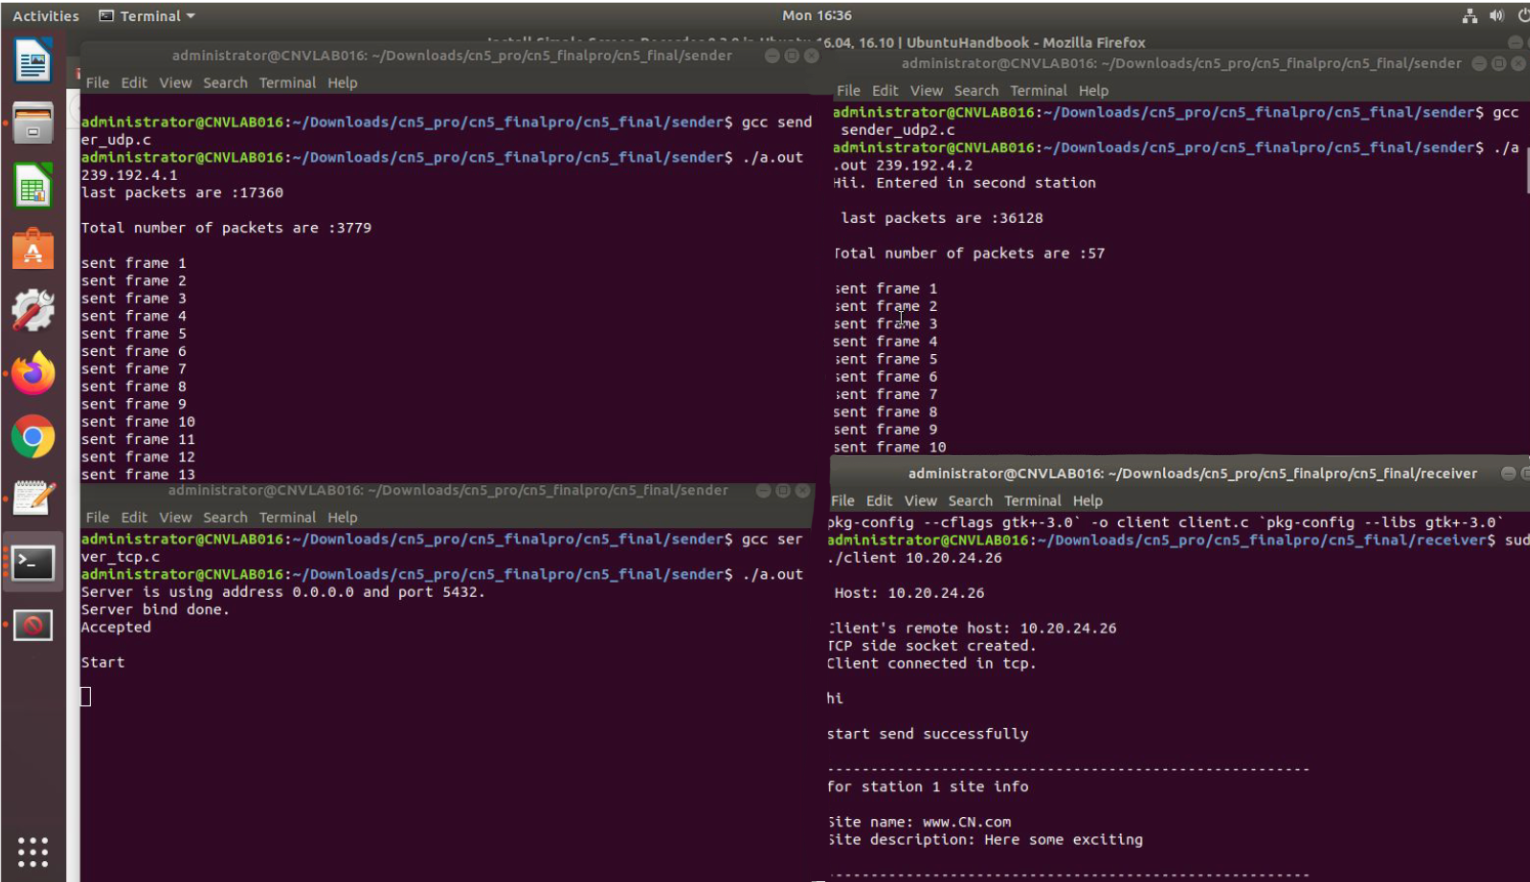 Activities
Terminal
Mon 16:36
16.04, 16.10 | UbuntuHandbook - Mozilla Firefox
administrator@CNVLAB016: ~/Downloads/cn5_pro/cn5_finalpro/cn5_final/sender
File Edit View Search Terminal Help
administrator@CNVLAB016:~/Downloads/cn5_pro/cn5_finalpro/cn5_final/sender$ gcc send
er_udp.c
administrator@CNVLAB016:~/Downloads/cn5_pro/cn5_finalpro/cn5_final/sender$ ./a.out
239.192.4.1
last packets are :17360
Total number of packets are :3779
sent frame 1
sent frame 2
sent frame 3
sent frame 4
sent frame 5
sent frame 6
sent frame 7
sent frame 8
sent frame 9
sent frame 10
sent frame 11
sent frame 12
sent frame 13
administrator@CNVLAB016: ~/Downloads/cn5_pro/cn5_finalpro/cn5_final/sender
File Edit View Search Terminal Help
administrator@CNVLAB016:~/Downloads/cn5_pro/cn5_finalpro/cn5_final/sender$ gcc
sender_udp2.c
administrator@CNVLAB016:~/Downloads/cn5_pro/cn5_finalpro/cn5_final/sender$ ./a
.out 239.192.4.2
Hii. Entered in second station
last packets are :36128
Total number of packets are :57
sent frame 1
sent frame 2
sent frame 3
sent frame 4
sent frame 5
sent frame 6
sent frame 7
sent frame 8
sent frame 9
sent frame 10
administrator@CNVLAB016: ~/Downloads/cn5_pro/cn5_finalpro/cn5_final/sender
File Edit View Search Terminal Help
administrator@CNVLAB016:~/Downloads/cn5_pro/cn5_finalpro/cn5_final/sender$ gcc ser
ver_tcp.c
administrator@CNVLAB016:~/Downloads/cn5_pro/cn5_finalpro/cn5_final/sender$ ./a.out
Server is using address 0.0.0.0 and port 5432.
Server bind done.
Accepted
Start
administrator@CNVLAB016: ~/Downloads/cn5_pro/cn5_finalpro/cn5_final/receiver
File Edit View Search Terminal Help
pkg-config --cflags gtk+-3.0` -o client client.c `pkg-config --libs gtk+-3.0`
administrator@CNVLAB016:~/Downloads/cn5_pro/cn5_finalpro/cn5_final/receiver$ sud
./client 10.20.24.26
Host: 10.20.24.26
Client's remote host: 10.20.24.26
TCP side socket created.
Client connected in tcp.
hi
start send successfully
-----------------------------------------------------
for station 1 site info
Site name: www.CN.com
Site description: Here some exciting
-----------------------------------------------------